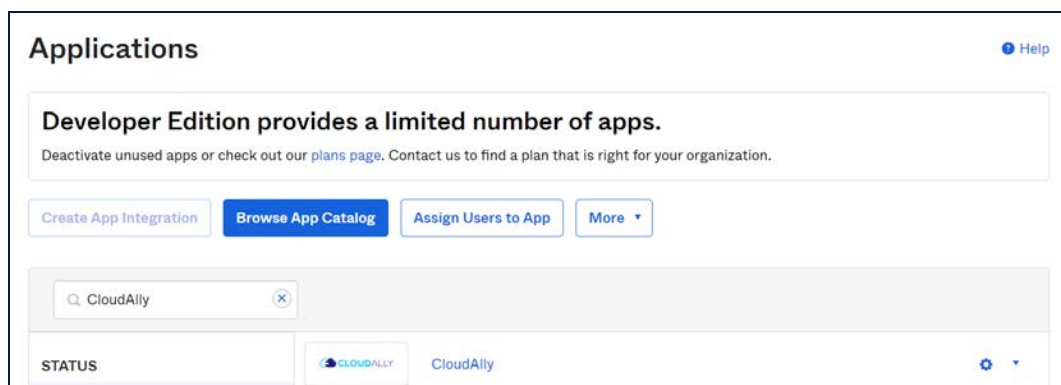 Applications
Help
Developer Edition provides a limited number of apps.
Deactivate unused apps or check out our plans page. Contact us to find a plan that is right for your organization.
Create App Integration Browse App Catalog Assign Users to App More
CloudAlly
STATUS CLOUDALLY CloudAlly